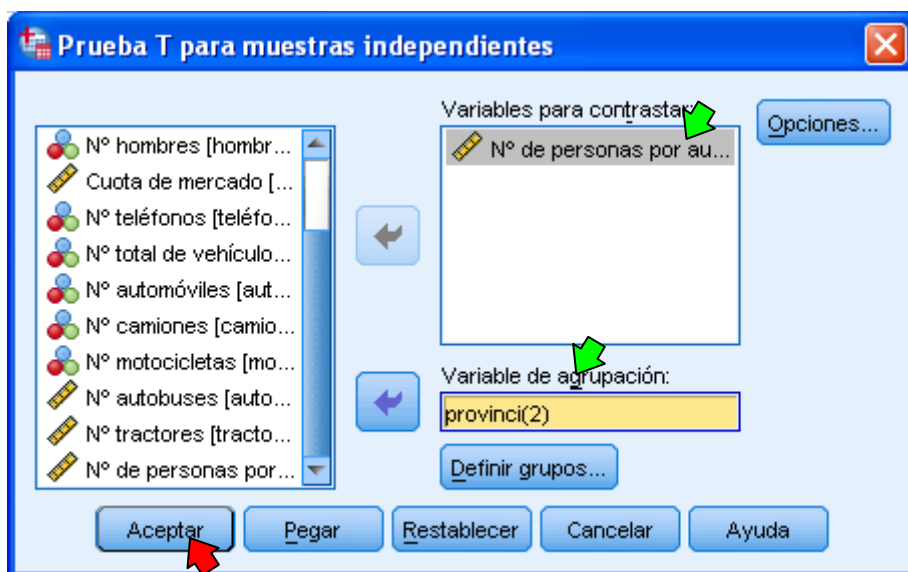 Prueba T para muestras independientes
Variables para contrastar:
Opciones...
Nº hombres [hombr...
Cuota de mercado [...
Nº teléfonos [teléfo...
Nº total de vehículo...
Nº automóviles [aut...
Nº camiones [camio...
Nº motocicletas [mo...
Nº autobuses [auto...
Nº tractores [tracto...
Nº de personas por...
Nº de personas por au...
Variable de agrupación:
provinci(2)
Definir grupos...
Aceptar
Pegar
Restablecer
Cancelar
Ayuda